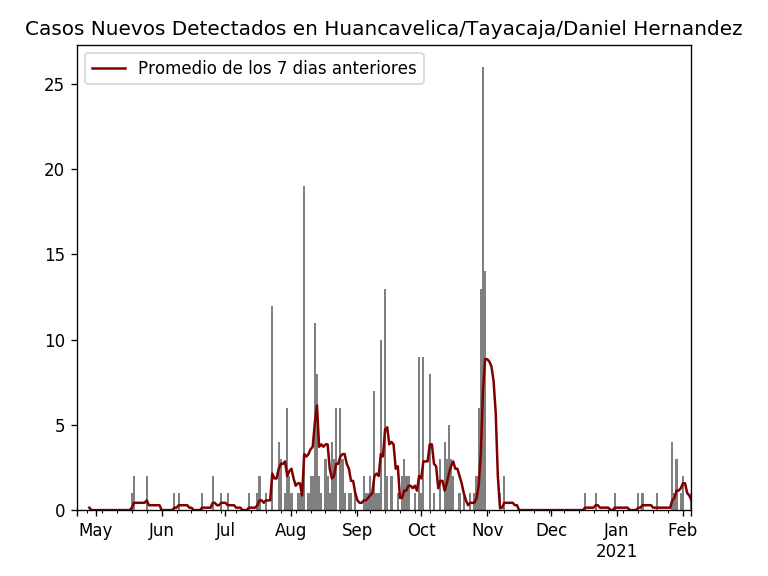 Casos Nuevos Detectados en Huancavelica/Tayacaja/Daniel Hernandez
Promedio de los 7 dias anteriores
25
20
15
10
5
0
May Jun Jul Aug Sep Oct Nov Dec Jan Feb
2021